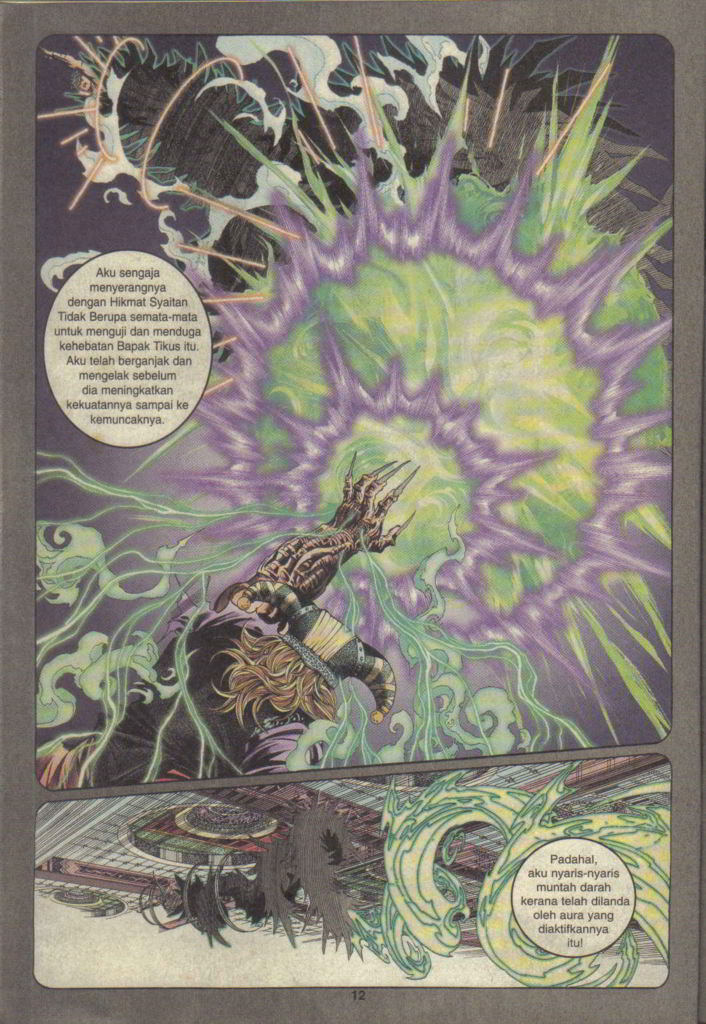 Aku sengaja
menyerangnya
dengan Hikmat Syaitan
Tidak Berupa semata-mata
untuk menguji dan menduga
kehebatan Bapak Tikus itu.
Aku telah berganjak dan
mengelak sebelum
dia meningkatkan
kekuatannya sampai ke
kemuncaknya.
Padahal,
aku nyaris-nyaris
muntah darah
kerana telah dilanda
oleh aura yang
diaktifkannya
itu!
12